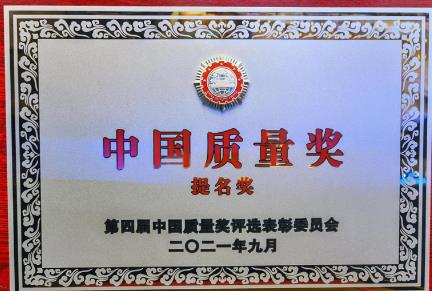 中国质量奖
提名奖
第四届中国质量奖评选表彰委员会
二〇二一年九月